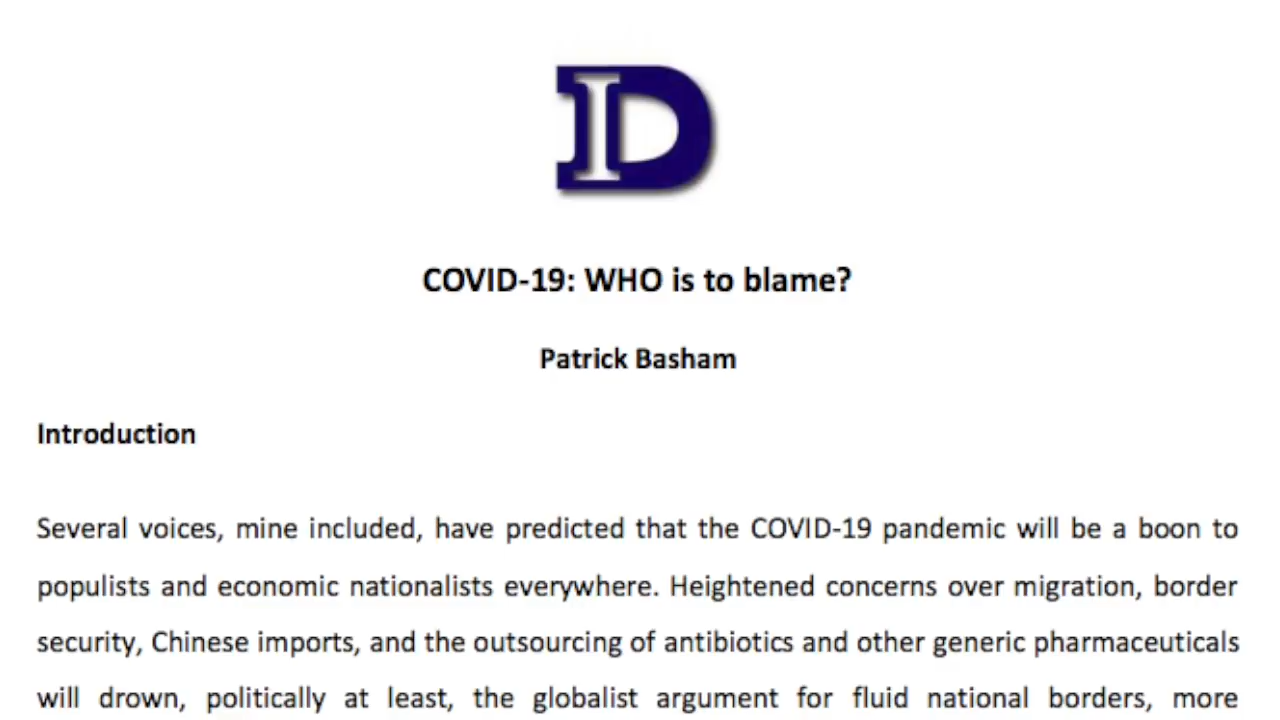 ID
COVID-19: WHO is to blame?
Patrick Basham
Introduction
Several voices, mine included, have predicted that the COVID-19 pandemic will be a boon to
populists and economic nationalists everywhere. Heightened concerns over migration, border
security, Chinese imports, and the outsourcing of antibiotics and other generic pharmaceuticals
will drown, politically at least, the globalist argument for fluid national borders, more